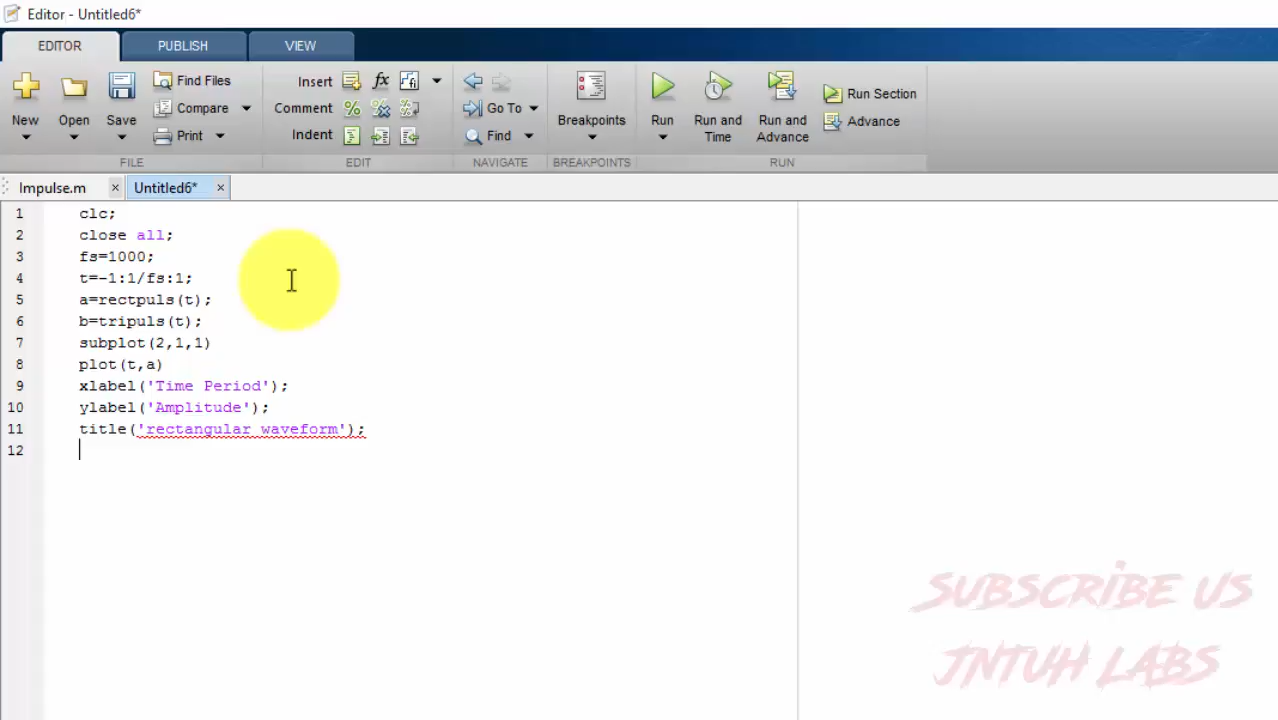 Editor - Untitled6*
EDITOR PUBLISH VIEW
New Open Save Find Files Compare Print
FILE
Insert fx
Comment
Indent
EDIT
Go To
Find
NAVIGATE
Breakpoints
BREAKPOINTS
Run Run and Time Run and Advance Run Section Advance
RUN
Impulse.m × Untitled6* ×
1 clc;
2 close all;
3 fs=1000;
4 t=-1:1/fs:1;
5 a=rectpuls(t);
6 b=tripuls(t);
7 subplot(2,1,1)
8 plot(t,a)
9 xlabel('Time Period');
10 ylabel('Amplitude');
11 title('rectangular waveform');
12
SUBSCRIBE US
JNTUH LABS